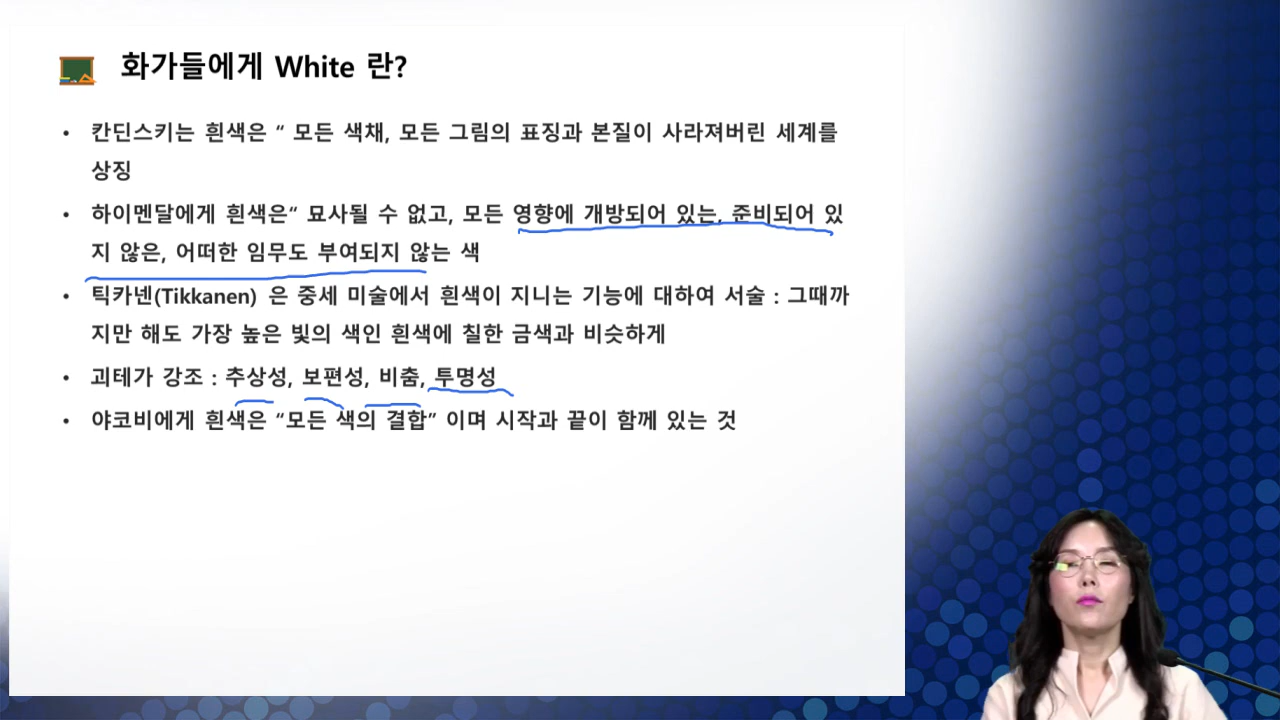 화가들에게 White 란?
• 칸딘스키는 흰색은 “ 모든 색채, 모든 그림의 표징과 본질이 사라져버린 세계를
상징
• 하이멘달에게 흰색은“ 묘사될 수 없고, 모든 영향에 개방되어 있는, 준비되어 있
지 않은, 어떠한 임무도 부여되지 않는 색
• 틱카넨(Tikkanen) 은 중세 미술에서 흰색이 지니는 기능에 대하여 서술 : 그때까
지만 해도 가장 높은 빛의 색인 흰색에 칠한 금색과 비슷하게
• 괴테가 강조 : 추상성, 보편성, 비춤, 투명성
• 야코비에게 흰색은 “모든 색의 결합” 이며 시작과 끝이 함께 있는 것